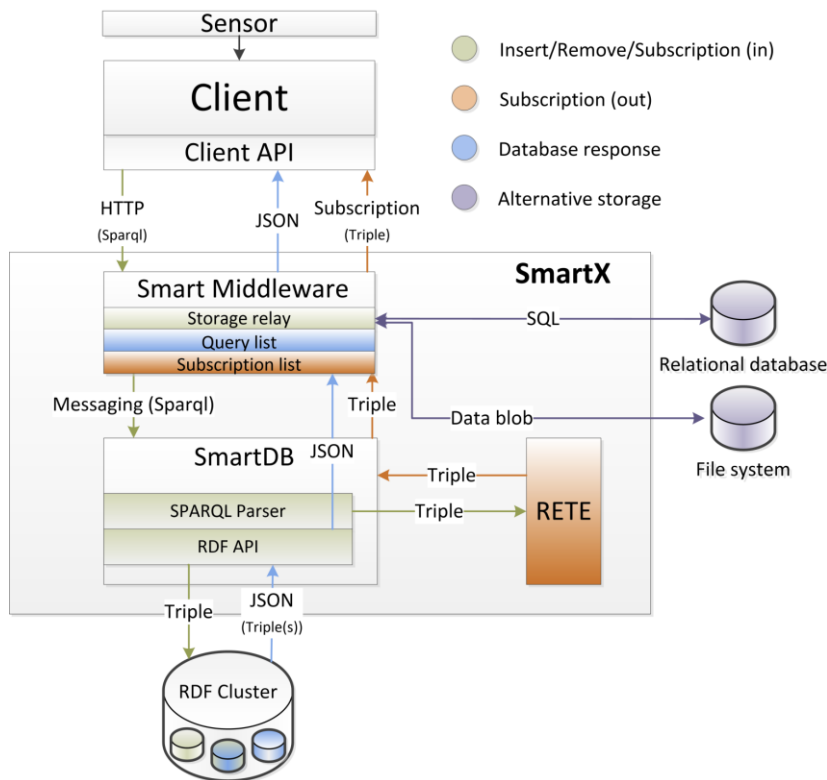 Sensor
Client
Client API
Insert/Remove/Subscription (in)
Subscription (out)
Database response
Alternative storage
HTTP
(Sparql)
JSON
Subscription
(Triple)
SmartX
Smart Middleware
Storage relay
Query list
Subscription list
SQL
Relational database
Data blob
File system
Messaging (Sparql)
JSON
Triple
SmartDB
SPARQL Parser
RDF API
Triple
Triple
RETE
Triple
JSON
(Triple(s))
RDF Cluster